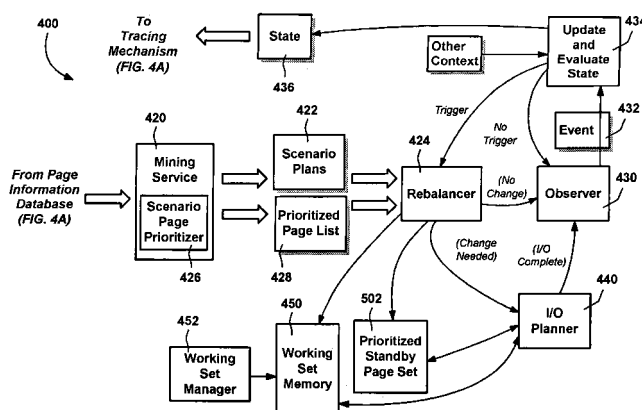 400
To
Tracing
Mechanism
(FIG. 4A)
State
436
Other
Context
Update
and
Evaluate
State
434
Trigger
No
Trigger
Event
432
420
Mining
Service
Scenario
Page
Prioritizer
426
From Page
Information
Database
(FIG. 4A)
422
Scenario
Plans
Prioritized
Page List
428
424
Rebalancer
(No
Change)
Observer
430
(Change
Needed)
(I/O
Complete)
440
I/O
Planner
452
Working
Set
Manager
450
Working
Set
Memory
502
Prioritized
Standby
Page Set